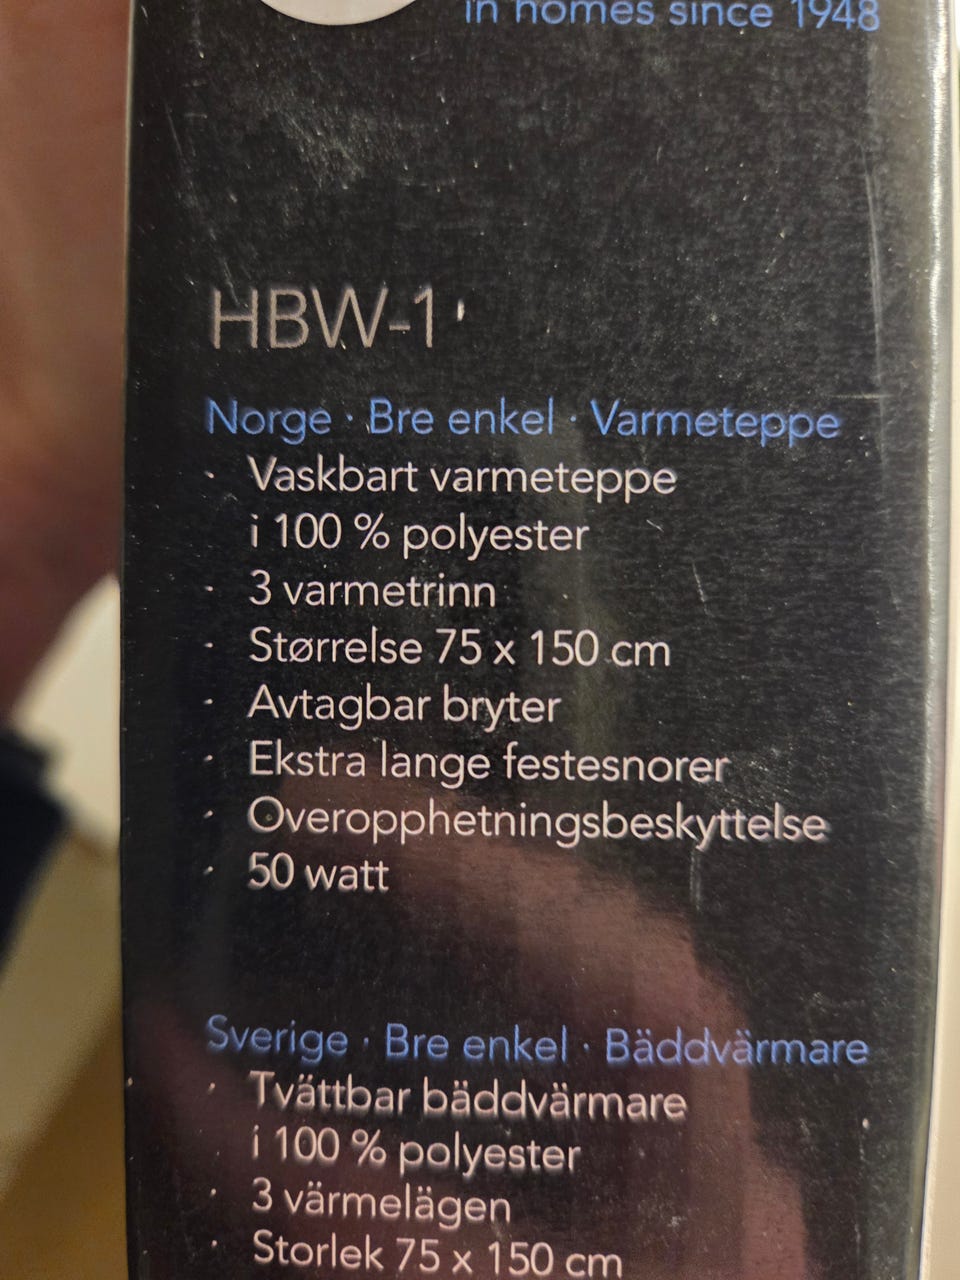 in homes since 1948
HBW-1
Norge · Bre enkel · Varmeteppe
· Vaskbart varmeteppe
i 100 % polyester
· 3 varmetrinn
· Størrelse 75 x 150 cm
· Avtagbar bryter
· Ekstra lange festesnorer
· Overopphetningsbeskyttelse
· 50 watt
Sverige · Bre enkel · Bäddvärmare
· Tvättbar bäddvärmare
i 100 % polyester
· 3 värmelägen
· Storlek 75 x 150 cm